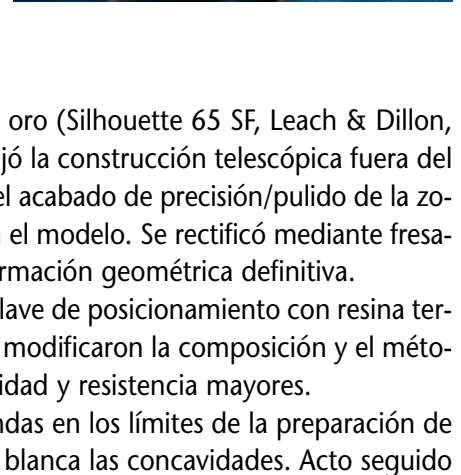 oro (Silhouette 65 SF, Leach & Dillon,
jó la construcción telescópica fuera del
el acabado de precisión/pulido de la zo-
el modelo. Se rectificó mediante fresa-
rmación geométrica definitiva.
lave de posicionamiento con resina ter-
modificaron la composición y el méto-
idad y resistencia mayores.
ndas en los límites de la preparación de
blanca las concavidades. Acto seguido